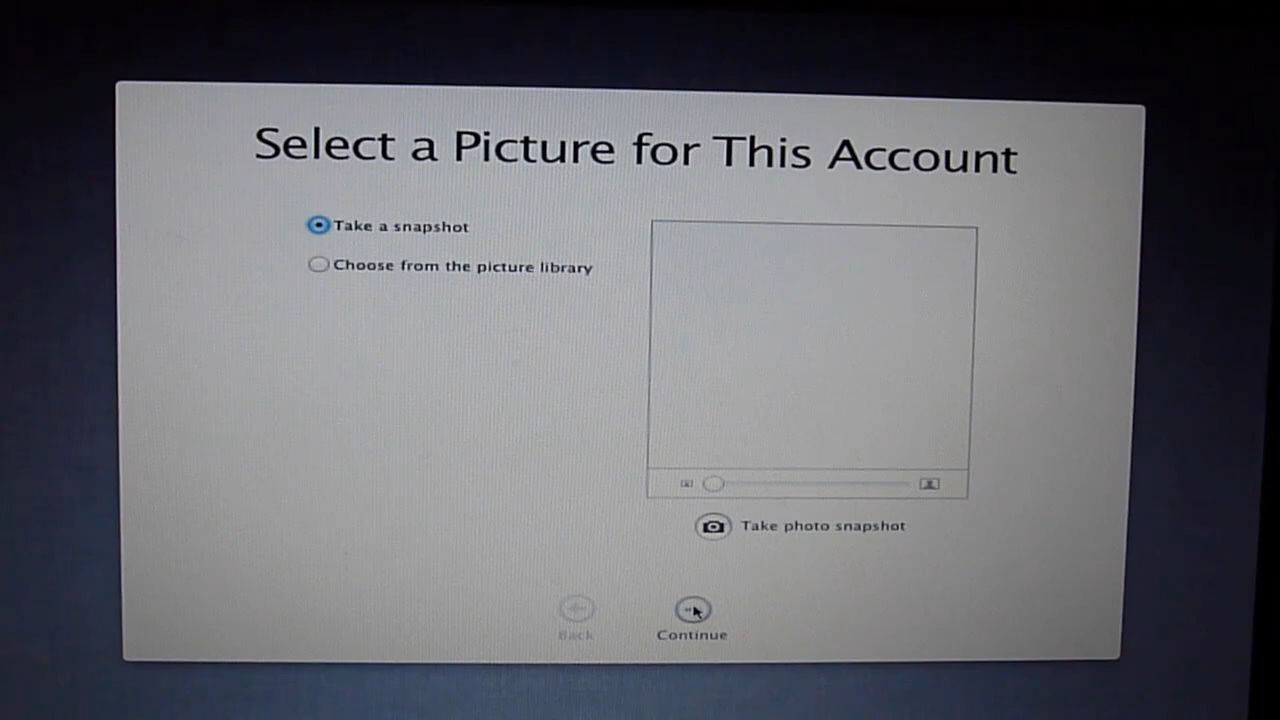 Select a Picture for This Account
Take a snapshot
Choose from the picture library
Take photo snapshot
Back
Continue